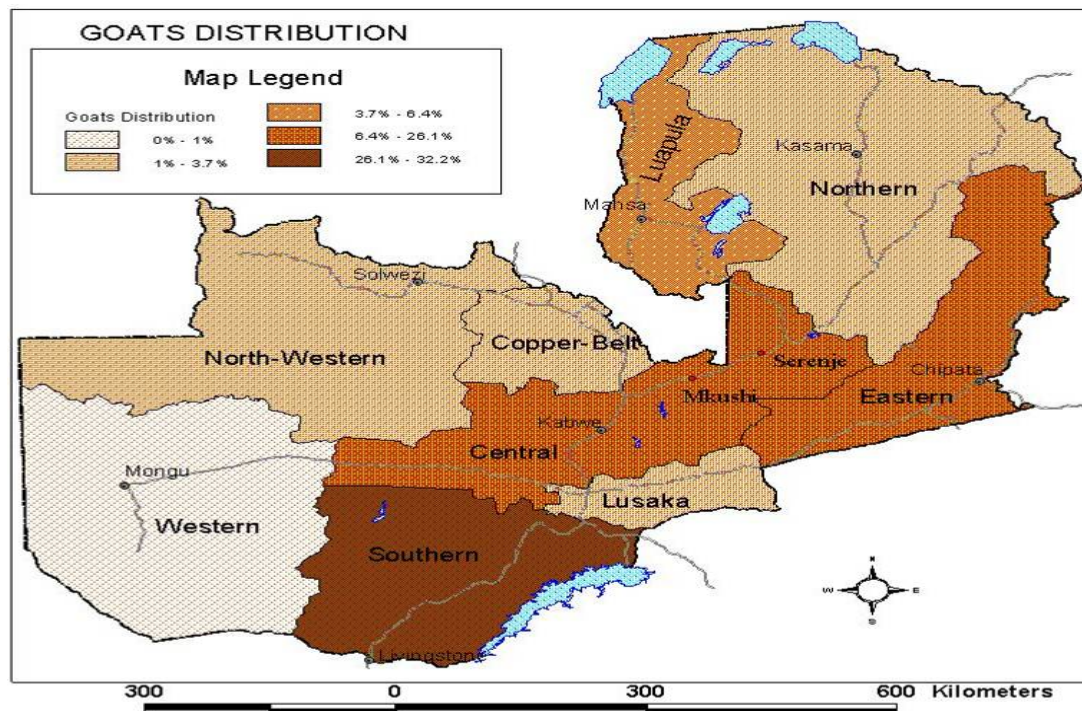 GOATS DISTRIBUTION
Map Legend
Goats Distribution
0% - 1%
1% - 3.7%
3.7% - 6.4%
6.4% - 26.1%
26.1% - 32.2%
Luapula
Kasama
Northern
Mansa
Solwezi
Copper-Belt
North-Western
Serenje
Mkushi
Chipata
Eastern
Kabwe
Central
Mongu
Lusaka
Western
Southern
Livingstone
N
W
E
S
300 0 300 600 Kilometers